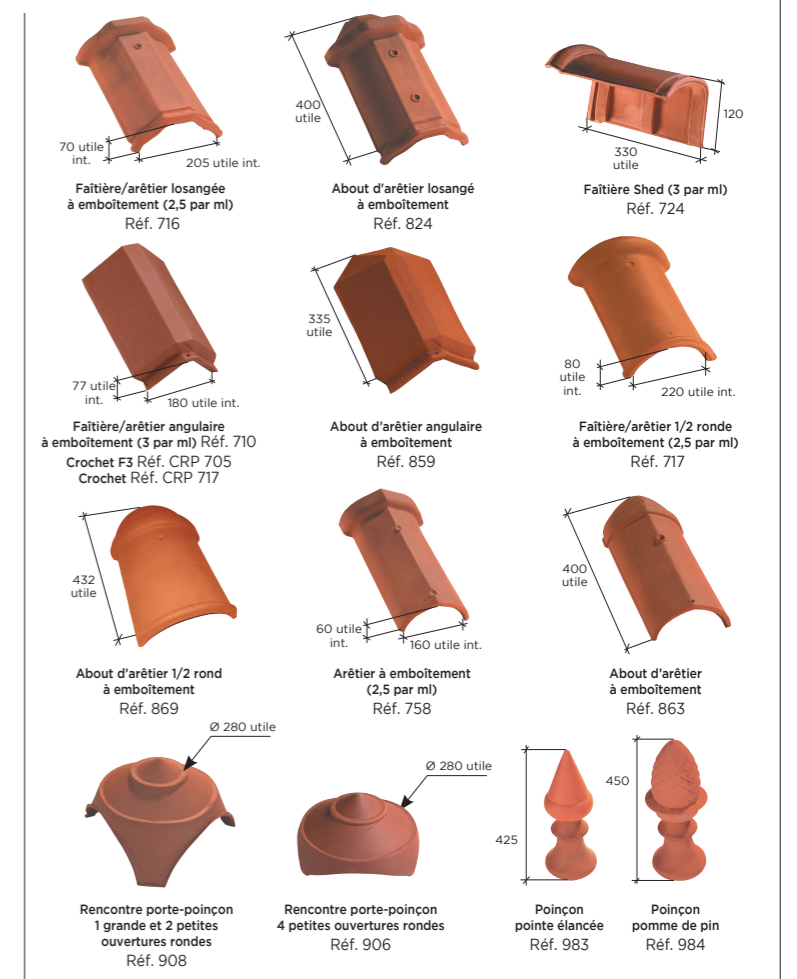 70 utile
int.
205 utile int.
Faîtière/arêtier losangée
à emboîtement (2,5 par ml)
Réf. 716
400
utile
About d'arêtier losangé
à emboîtement
Réf. 824
120
330
utile
Faîtière Shed (3 par ml)
Réf. 724
77 utile
int.
180 utile int.
Faîtière/arêtier angulaire
à emboîtement (3 par ml) Réf. 710
Crochet F3 Réf. CRP 705
Crochet Réf. CRP 717
335
utile
About d'arêtier angulaire
à emboîtement
Réf. 859
80
utile
int.
220 utile int.
Faîtière/arêtier 1/2 ronde
à emboîtement (2,5 par ml)
Réf. 717
432
utile
About d'arêtier 1/2 rond
à emboîtement
Réf. 869
60 utile
int.
160 utile int.
Arêtier à emboîtement
(2,5 par ml)
Réf. 758
400
utile
About d'arêtier
à emboîtement
Réf. 863
Ø 280 utile
Rencontre porte-poinçon
1 grande et 2 petites
ouvertures rondes
Réf. 908
Ø 280 utile
Rencontre porte-poinçon
4 petites ouvertures rondes
Réf. 906
425
Poinçon
pointe élancée
Réf. 983
450
Poinçon
pomme de pin
Réf. 984